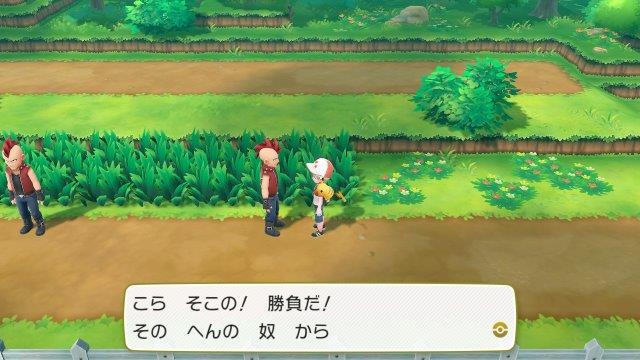 こら　そこの！　勝負だ！
その　へんの　奴　から